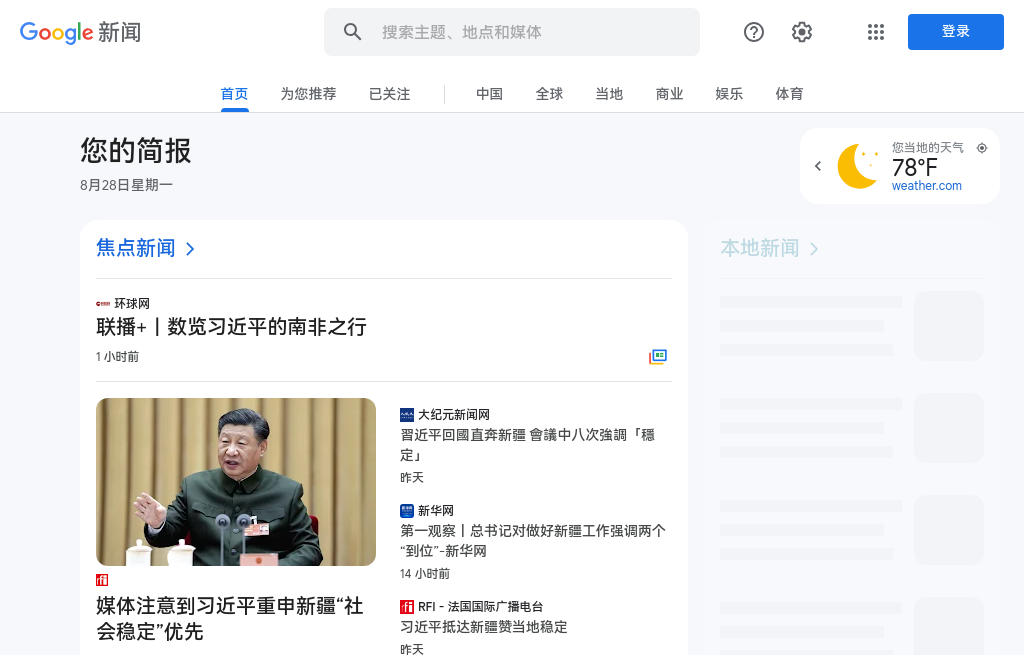 Google 新闻
搜索主题、地点和媒体
登录
首页
为您推荐
已关注
中国
全球
当地
商业
娱乐
体育
您的简报
8月28日星期一
您当地的天气
78°F
weather.com
焦点新闻
本地新闻
环球网
联播+丨数览习近平的南非之行
1 小时前
大纪元新闻网
習近平回國直奔新疆 會議中八次強調「穩
定」
昨天
新华网
第一观察丨总书记对做好新疆工作强调两个
“到位”-新华网
14 小时前
RFI - 法国国际广播电台
习近平抵达新疆赞当地稳定
昨天
rfi
媒体注意到习近平重申新疆“社
会稳定”优先